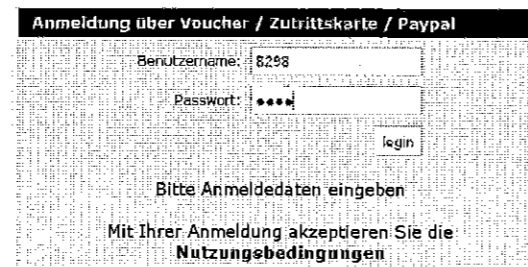 Anmeldung über Voucher / Zutrittskarte / Paypal
Benutzername: 8298
Passwort: ••••
login
Bitte Anmeldedaten eingeben
Mit Ihrer Anmeldung akzeptieren Sie die
Nutzungsbedingungen